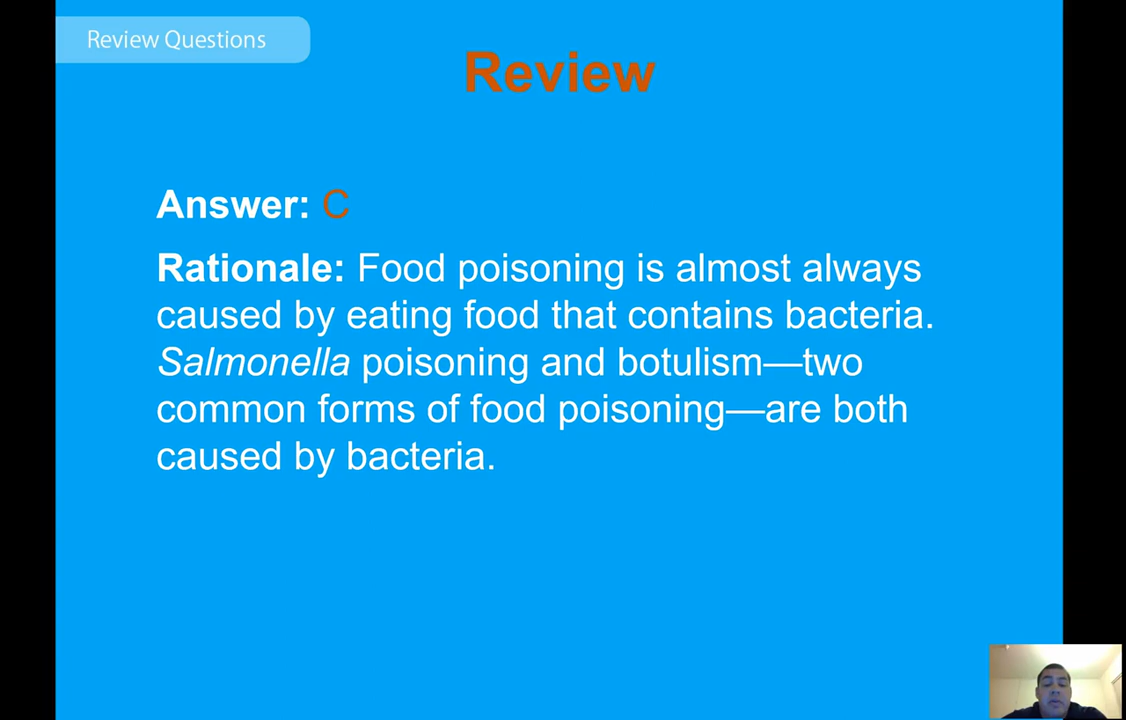 Review Questions
Review
Answer: C
Rationale: Food poisoning is almost always
caused by eating food that contains bacteria.
Salmonella poisoning and botulism—two
common forms of food poisoning—are both
caused by bacteria.